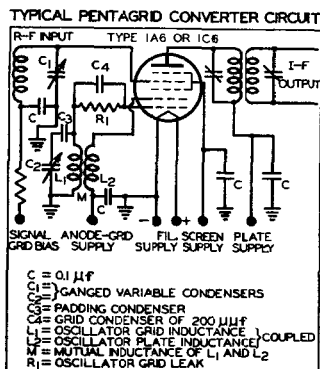 TYPICAL PENTAGRID CONVERTER CIRCUIT
R-F INPUT
TYPE 1A6 OR 1C6
C1
C4
I-F
OUTPUT
C
R1
C3
C2
L1
L2
M
C
C
C
- +
SIGNAL GRID BIAS
ANODE-GRID SUPPLY
FIL. SUPPLY
SCREEN SUPPLY
PLATE SUPPLY
C = 0.1 μf
C1 = } GANGED VARIABLE CONDENSERS
C2 =
C3 = PADDING CONDENSER
C4 = GRID CONDENSER OF 200 μμf
L1 = OSCILLATOR GRID INDUCTANCE } COUPLED
L2 = OSCILLATOR PLATE INDUCTANCE
M = MUTUAL INDUCTANCE OF L1 AND L2
R1 = OSCILLATOR GRID LEAK